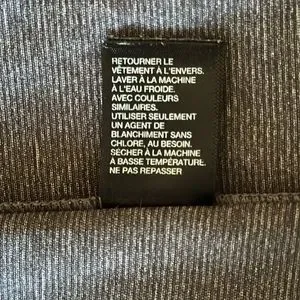 RETOURNER LE
VÊTEMENT À L'ENVERS.
LAVER À LA MACHINE
À L'EAU FROIDE.
AVEC COULEURS
SIMILAIRES.
UTILISER SEULEMENT
UN AGENT DE
BLANCHIMENT SANS
CHLORE, AU BESOIN.
SÉCHER À LA MACHINE
À BASSE TEMPÉRATURE.
NE PAS REPASSER